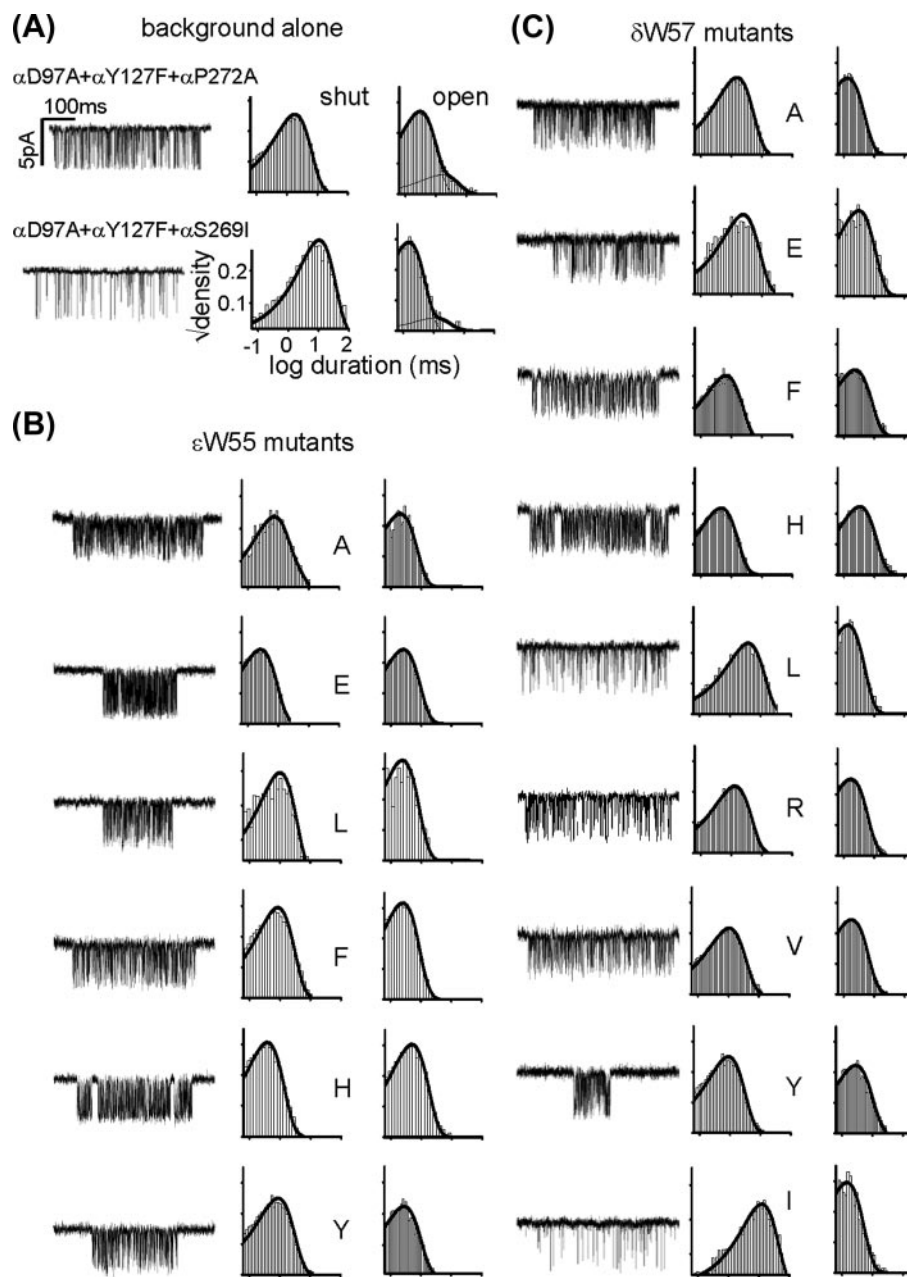 (A)
background alone
αD97A+αY127F+αP272A
100ms
5pA
shut
open
αD97A+αY127F+αS269I
√density
0.2
0.1
-1 0 1 2
log duration (ms)
(B)
εW55 mutants
A
E
L
F
H
Y
(C)
δW57 mutants
A
E
F
H
L
R
V
Y
I